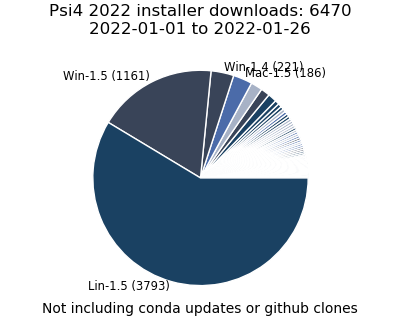 Psi4 2022 installer downloads: 6470
2022-01-01 to 2022-01-26
Win-1.4 (221)
Mac-1.5 (186)
Win-1.5 (1161)
Lin-1.5 (3793)
Not including conda updates or github clones